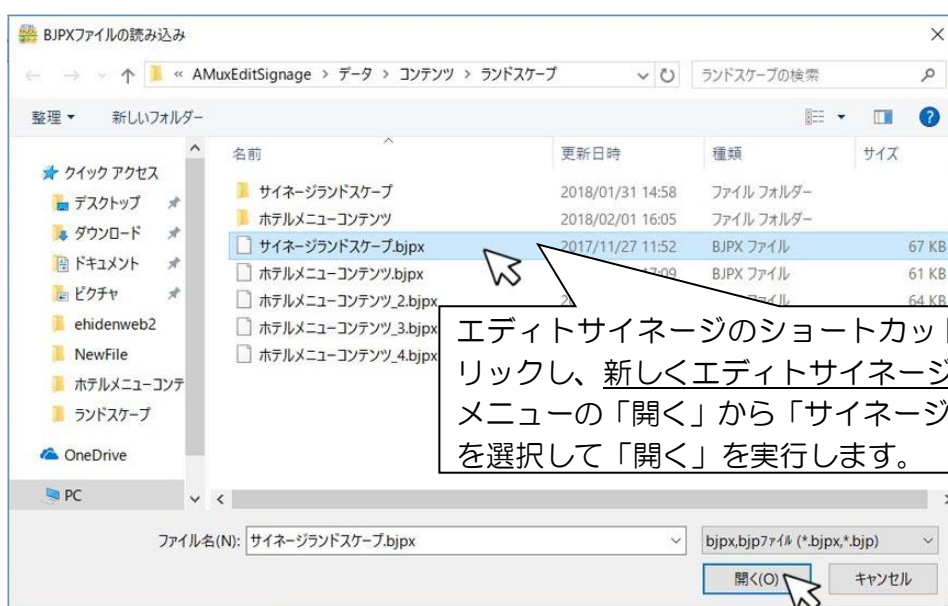 BJPXファイルの読み込み
« AMuxEditSignage > データ > コンテンツ > ランドスケープ
ランドスケープの検索
整理 新しいフォルダー
名前 更新日時 種類 サイズ
クイック アクセス
デスクトップ
ダウンロード
ドキュメント
ピクチャ
ehidenweb2
NewFile
ホテルメニューコンテ
ランドスケープ
OneDrive
PC
サイネージランドスケープ 2018/01/31 14:58 ファイル フォルダー
ホテルメニューコンテンツ 2018/02/01 16:05 ファイル フォルダー
サイネージランドスケープ.bjpx 2017/11/27 11:52 BJPX ファイル 67 KB
ホテルメニューコンテンツ.bjpx BJPX ファイル 61 KB
ホテルメニューコンテンツ_2.bjpx 64 KB
ホテルメニューコンテンツ_3.bjpx
ホテルメニューコンテンツ_4.bjpx
エディトサイネージのショートカット
リックし、新しくエディトサイネージ
メニューの「開く」から「サイネージ
を選択して「開く」を実行します。
ファイル名(N): サイネージランドスケープ.bjpx
bjpx,bjpファイル (*.bjpx,*.bjp)
開く(O) キャンセル